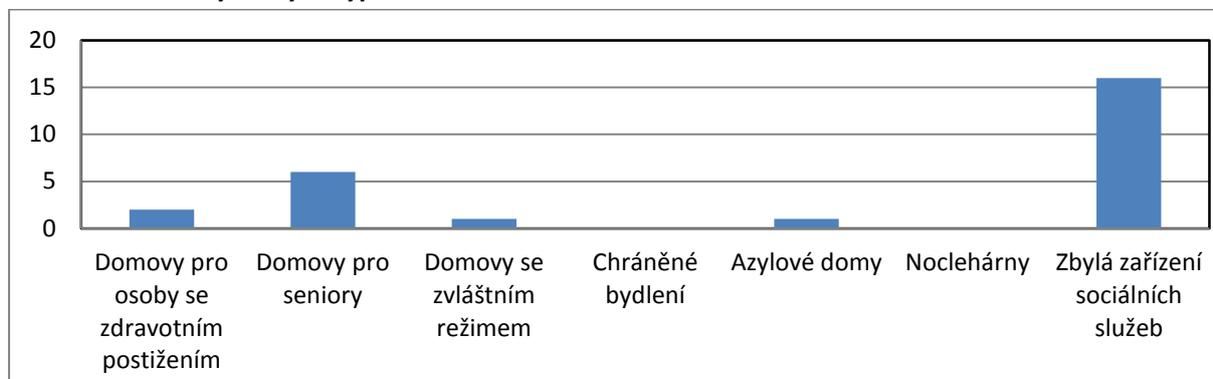 20
15
10
5
0
Domovy pro osoby se zdravotním postižením
Domovy pro seniory
Domovy se zvláštním režimem
Chráněné bydlení
Azylové domy
Noclehárny
Zbylá zařízení sociálních služeb